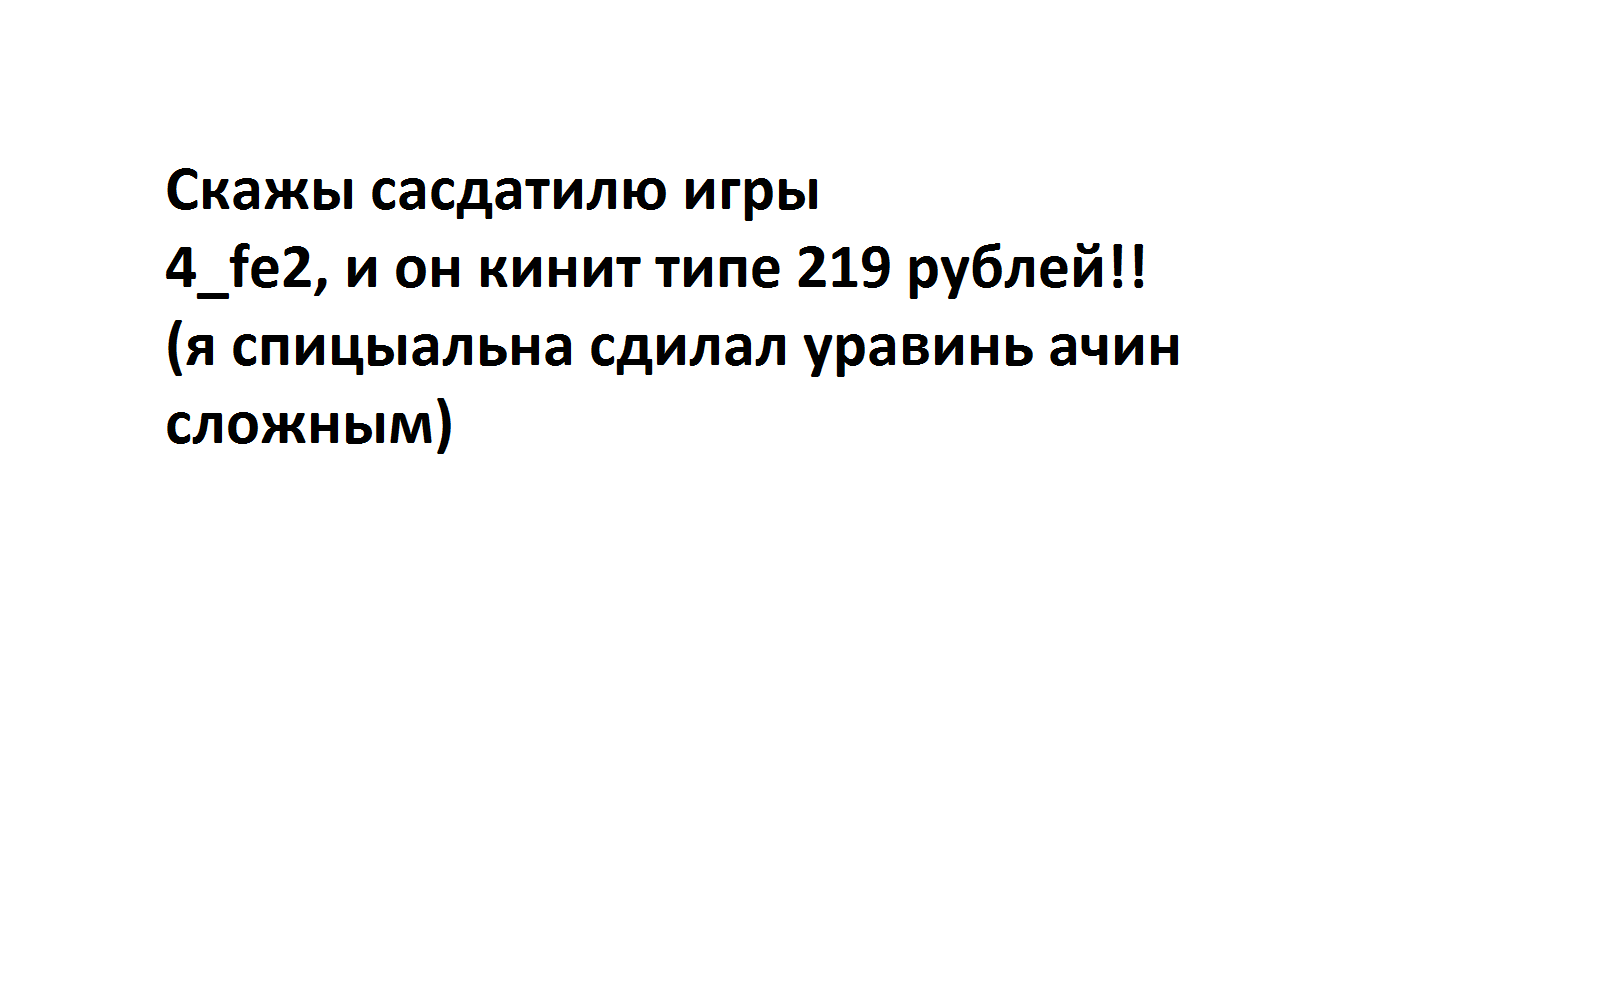 Скажы сасдатилю игры
4_fe2, и он кинит типе 219 рублей!!
(я спицыальна сдилал уравинь ачин
сложным)